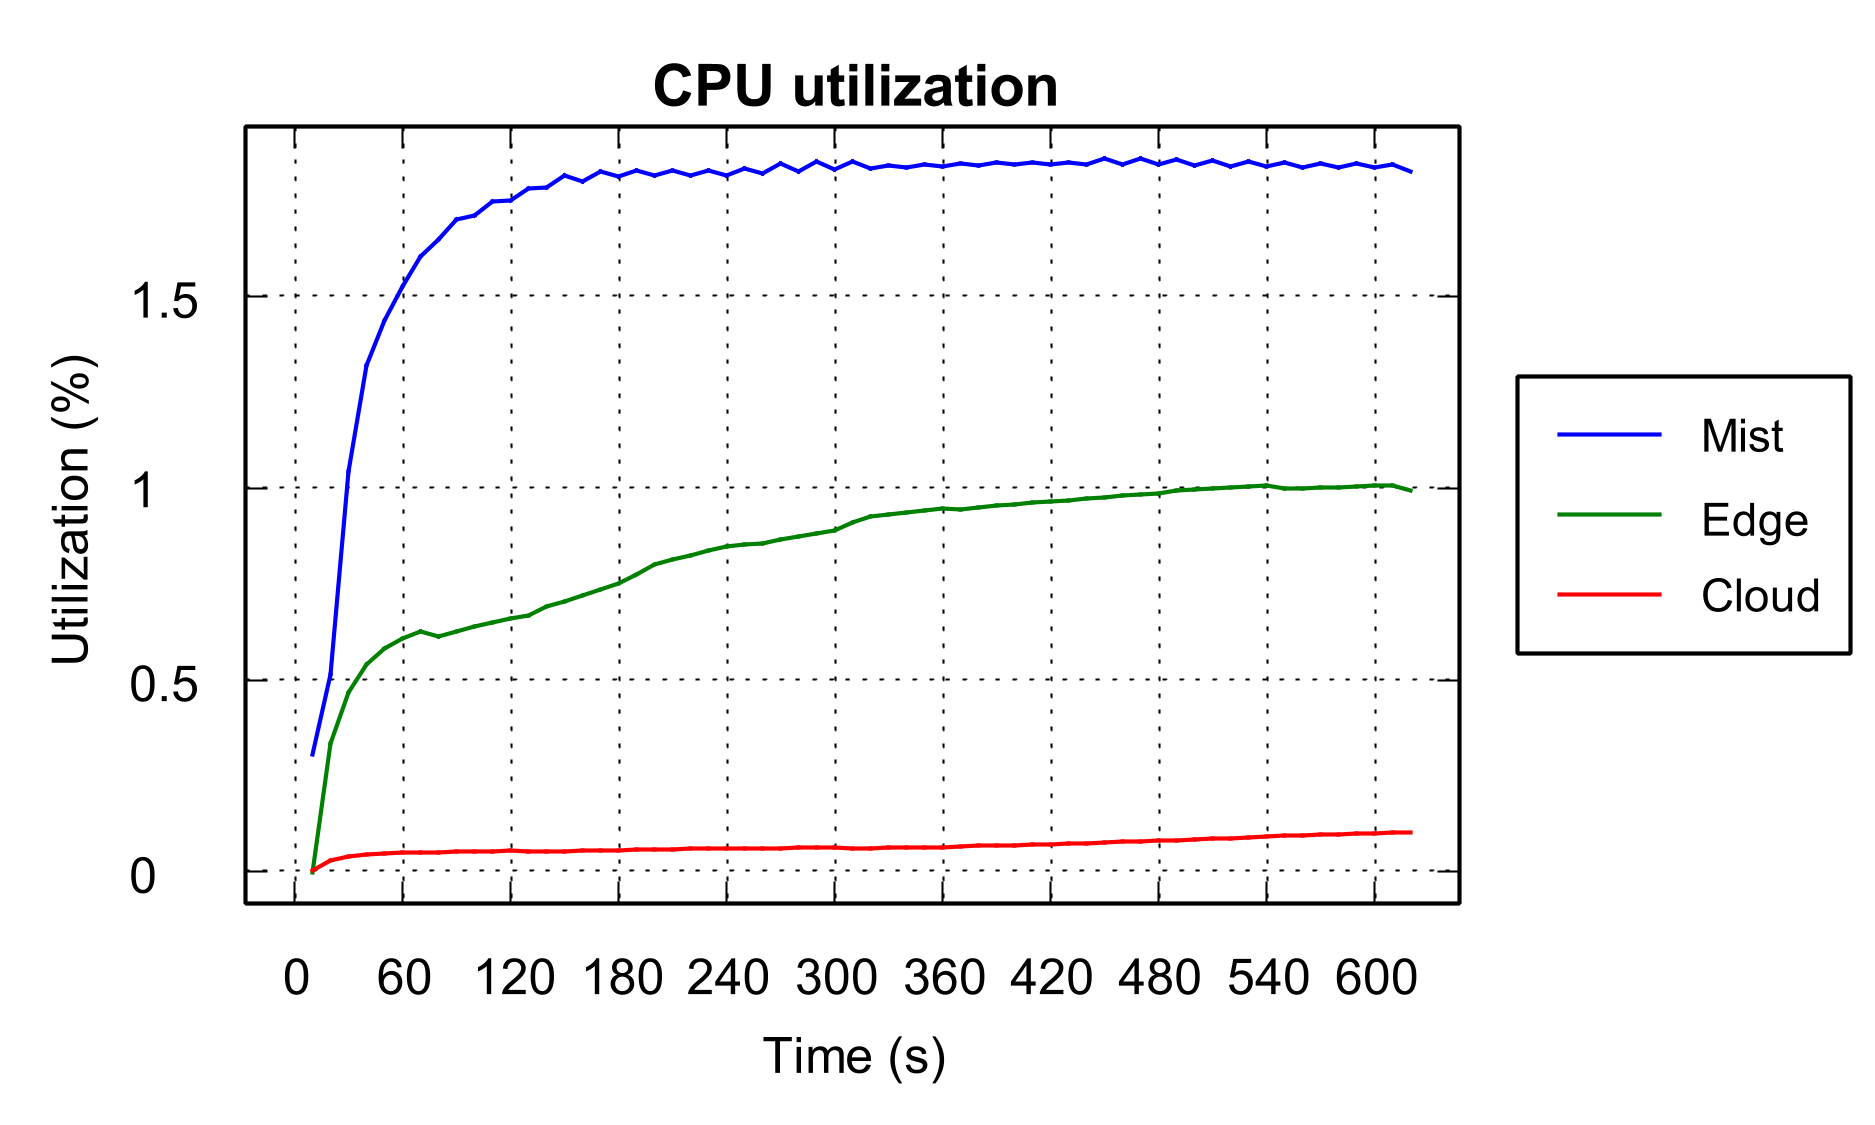 CPU utilization
Utilization (%)
1.5
1
0.5
0
0 60 120 180 240 300 360 420 480 540 600
Time (s)
Mist
Edge
Cloud